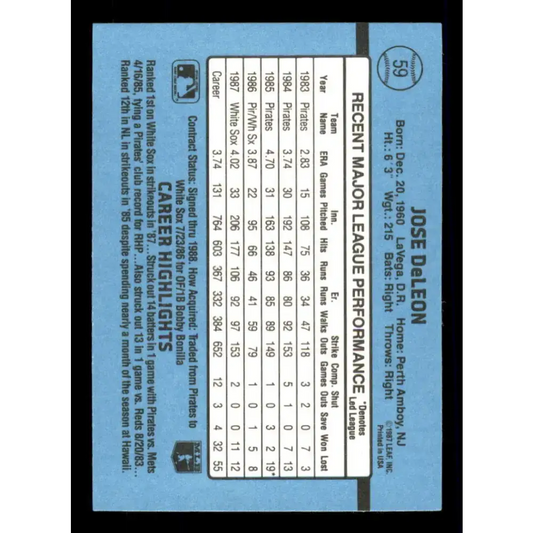 59
JOSE DeLEON
©1987 LEAF, INC.
Printed in USA
Born: Dec. 20, 1960 LaVega, D.R. Home: Perth Amboy, NJ
Ht.: 6' 3" Wgt.: 215 Bats: Right Throws: Right
RECENT MAJOR LEAGUE PERFORMANCE *Denotes Led League
Team Inn. Er. Strike Comp. Shut
Year Name ERA Games Pitched Hits Runs Runs Walks Outs Games Outs Save Won Lost
1983 Pirates 2.83 15 108 75 36 34 47 118 3 2 0 7 3
1984 Pirates 3.74 30 192 147 86 80 92 153 5 1 0 7 13
1985 Pirates 4.70 31 163 138 93 85 89 149 1 0 3 2 19*
1986 Pir/Wh Sx 3.87 22 95 66 46 41 59 79 1 0 1 5 8
1987 White Sox 4.02 33 206 177 106 92 97 153 2 0 0 11 12
Career 3.74 131 764 603 367 332 384 652 12 3 4 32 55
Contract Status: Signed thru 1988. How Acquired: Traded from Pirates to
White Sox 7/23/86 for OF/1B Bobby Bonilla
CAREER HIGHLIGHTS
Ranked 1st on White Sox in strikeouts in '87...Struck out 14 batters in 1 game with Pirates vs. Mets
4/16/85, tying a Pirates' club record for RHP...Also struck out 13 in 1 game vs. Reds 8/20/83...
Ranked 12th in NL in strikeouts in '85 despite spending nearly a month of the season at Hawaii.